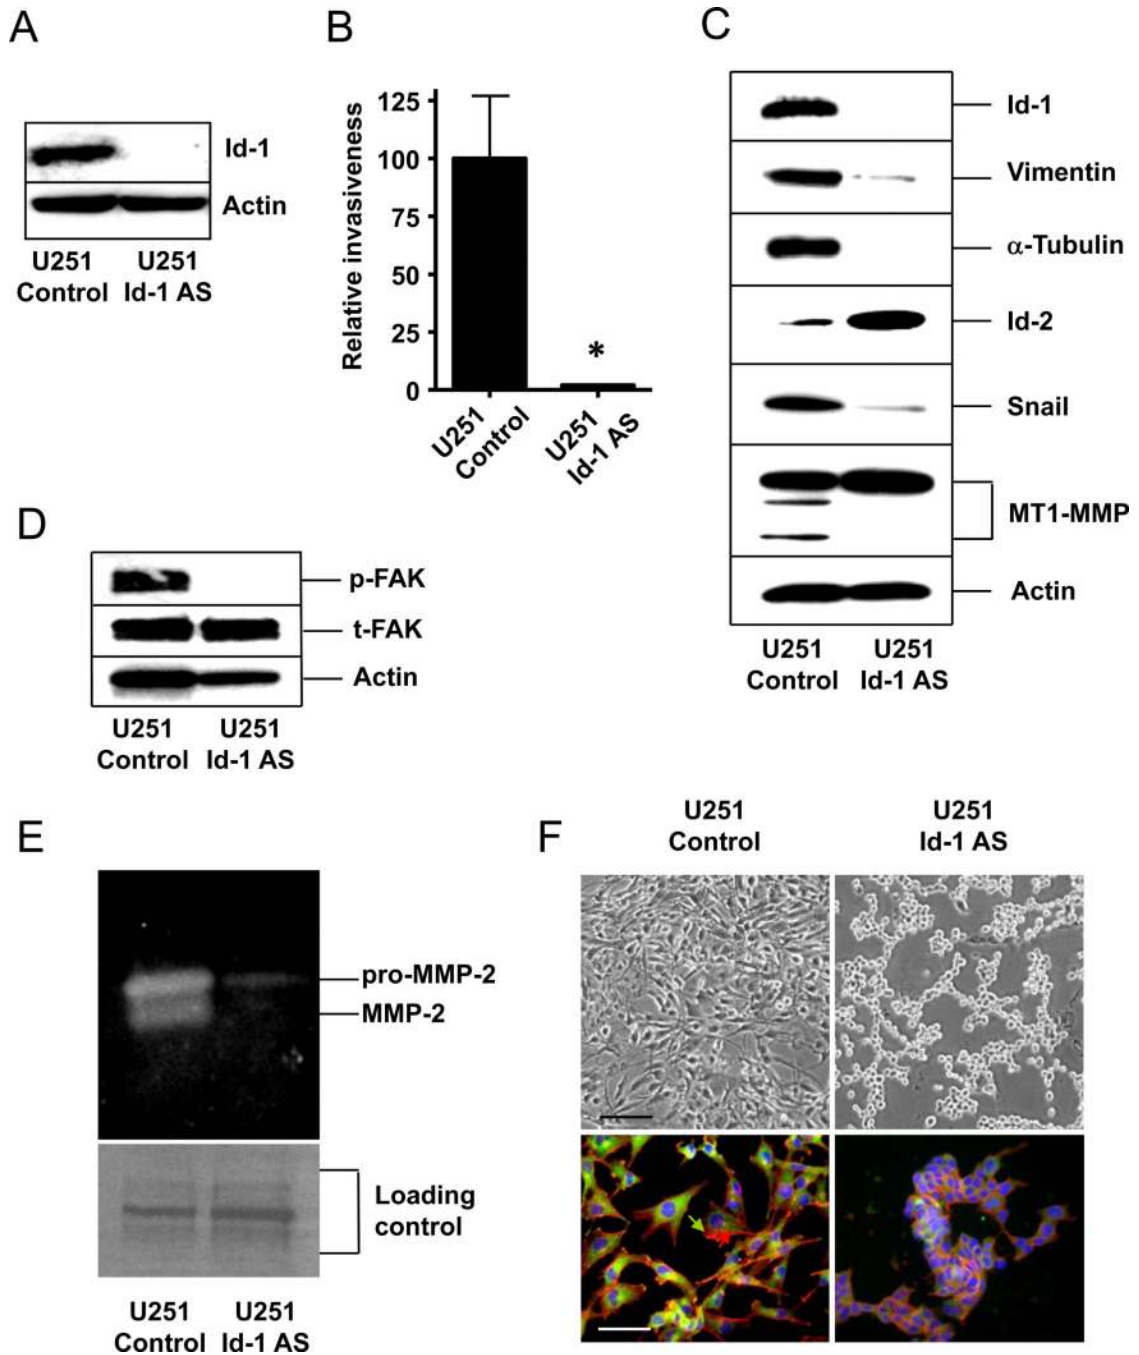 A
Id-1
Actin
U251
Control
U251
Id-1 AS
B
Relative invasiveness
125
100
75
50
25
0
*
U251
Control
U251
Id-1 AS
C
Id-1
Vimentin
α-Tubulin
Id-2
Snail
MT1-MMP
Actin
U251
Control
U251
Id-1 AS
D
p-FAK
t-FAK
Actin
U251
Control
U251
Id-1 AS
E
pro-MMP-2
MMP-2
Loading
control
U251
Control
U251
Id-1 AS
F
U251
Control
U251
Id-1 AS